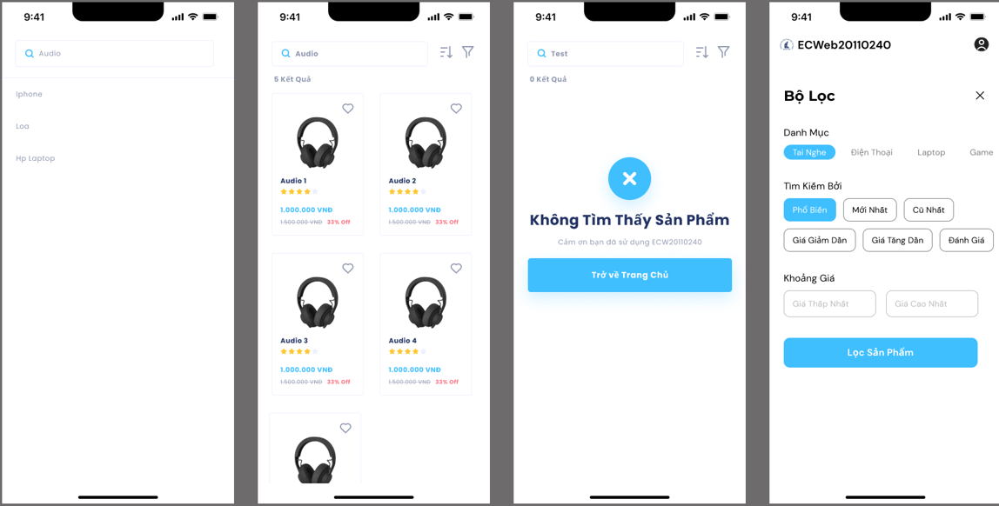 9:41
Audio
Iphone
Loa
Hp Laptop
9:41
Audio
5 Kết Quả
Audio 1
1.000.000 VNĐ
1.500.000 VNĐ 33% Off
Audio 2
1.000.000 VNĐ
1.500.000 VNĐ 33% Off
Audio 3
1.000.000 VNĐ
1.500.000 VNĐ 33% Off
Audio 4
1.000.000 VNĐ
1.500.000 VNĐ 33% Off
9:41
Test
0 Kết Quả
Không Tìm Thấy Sản Phẩm
Cảm ơn bạn đã sử dụng ECW20110240
Trở về Trang Chủ
9:41
ECWeb20110240
Bộ Lọc
Danh Mục
Tai Nghe Điện Thoại Laptop Game
Tìm Kiếm Bởi
Phổ Biến Mới Nhất Cũ Nhất
Giá Giảm Dần Giá Tăng Dần Đánh Giá
Khoảng Giá
Giá Thấp Nhất Giá Cao Nhất
Lọc Sản Phẩm